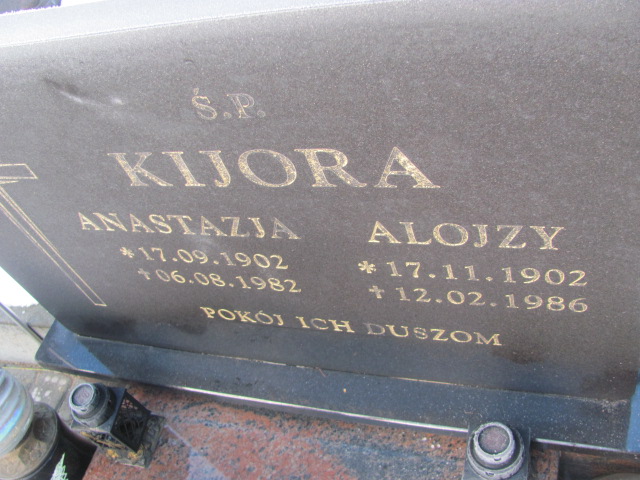 Ś.P.
KIJORA
ANASTAZJA
*17.09.1902
†06.08.1982
ALOJZY
*17.11.1902
†12.02.1986
POKÓJ ICH DUSZOM